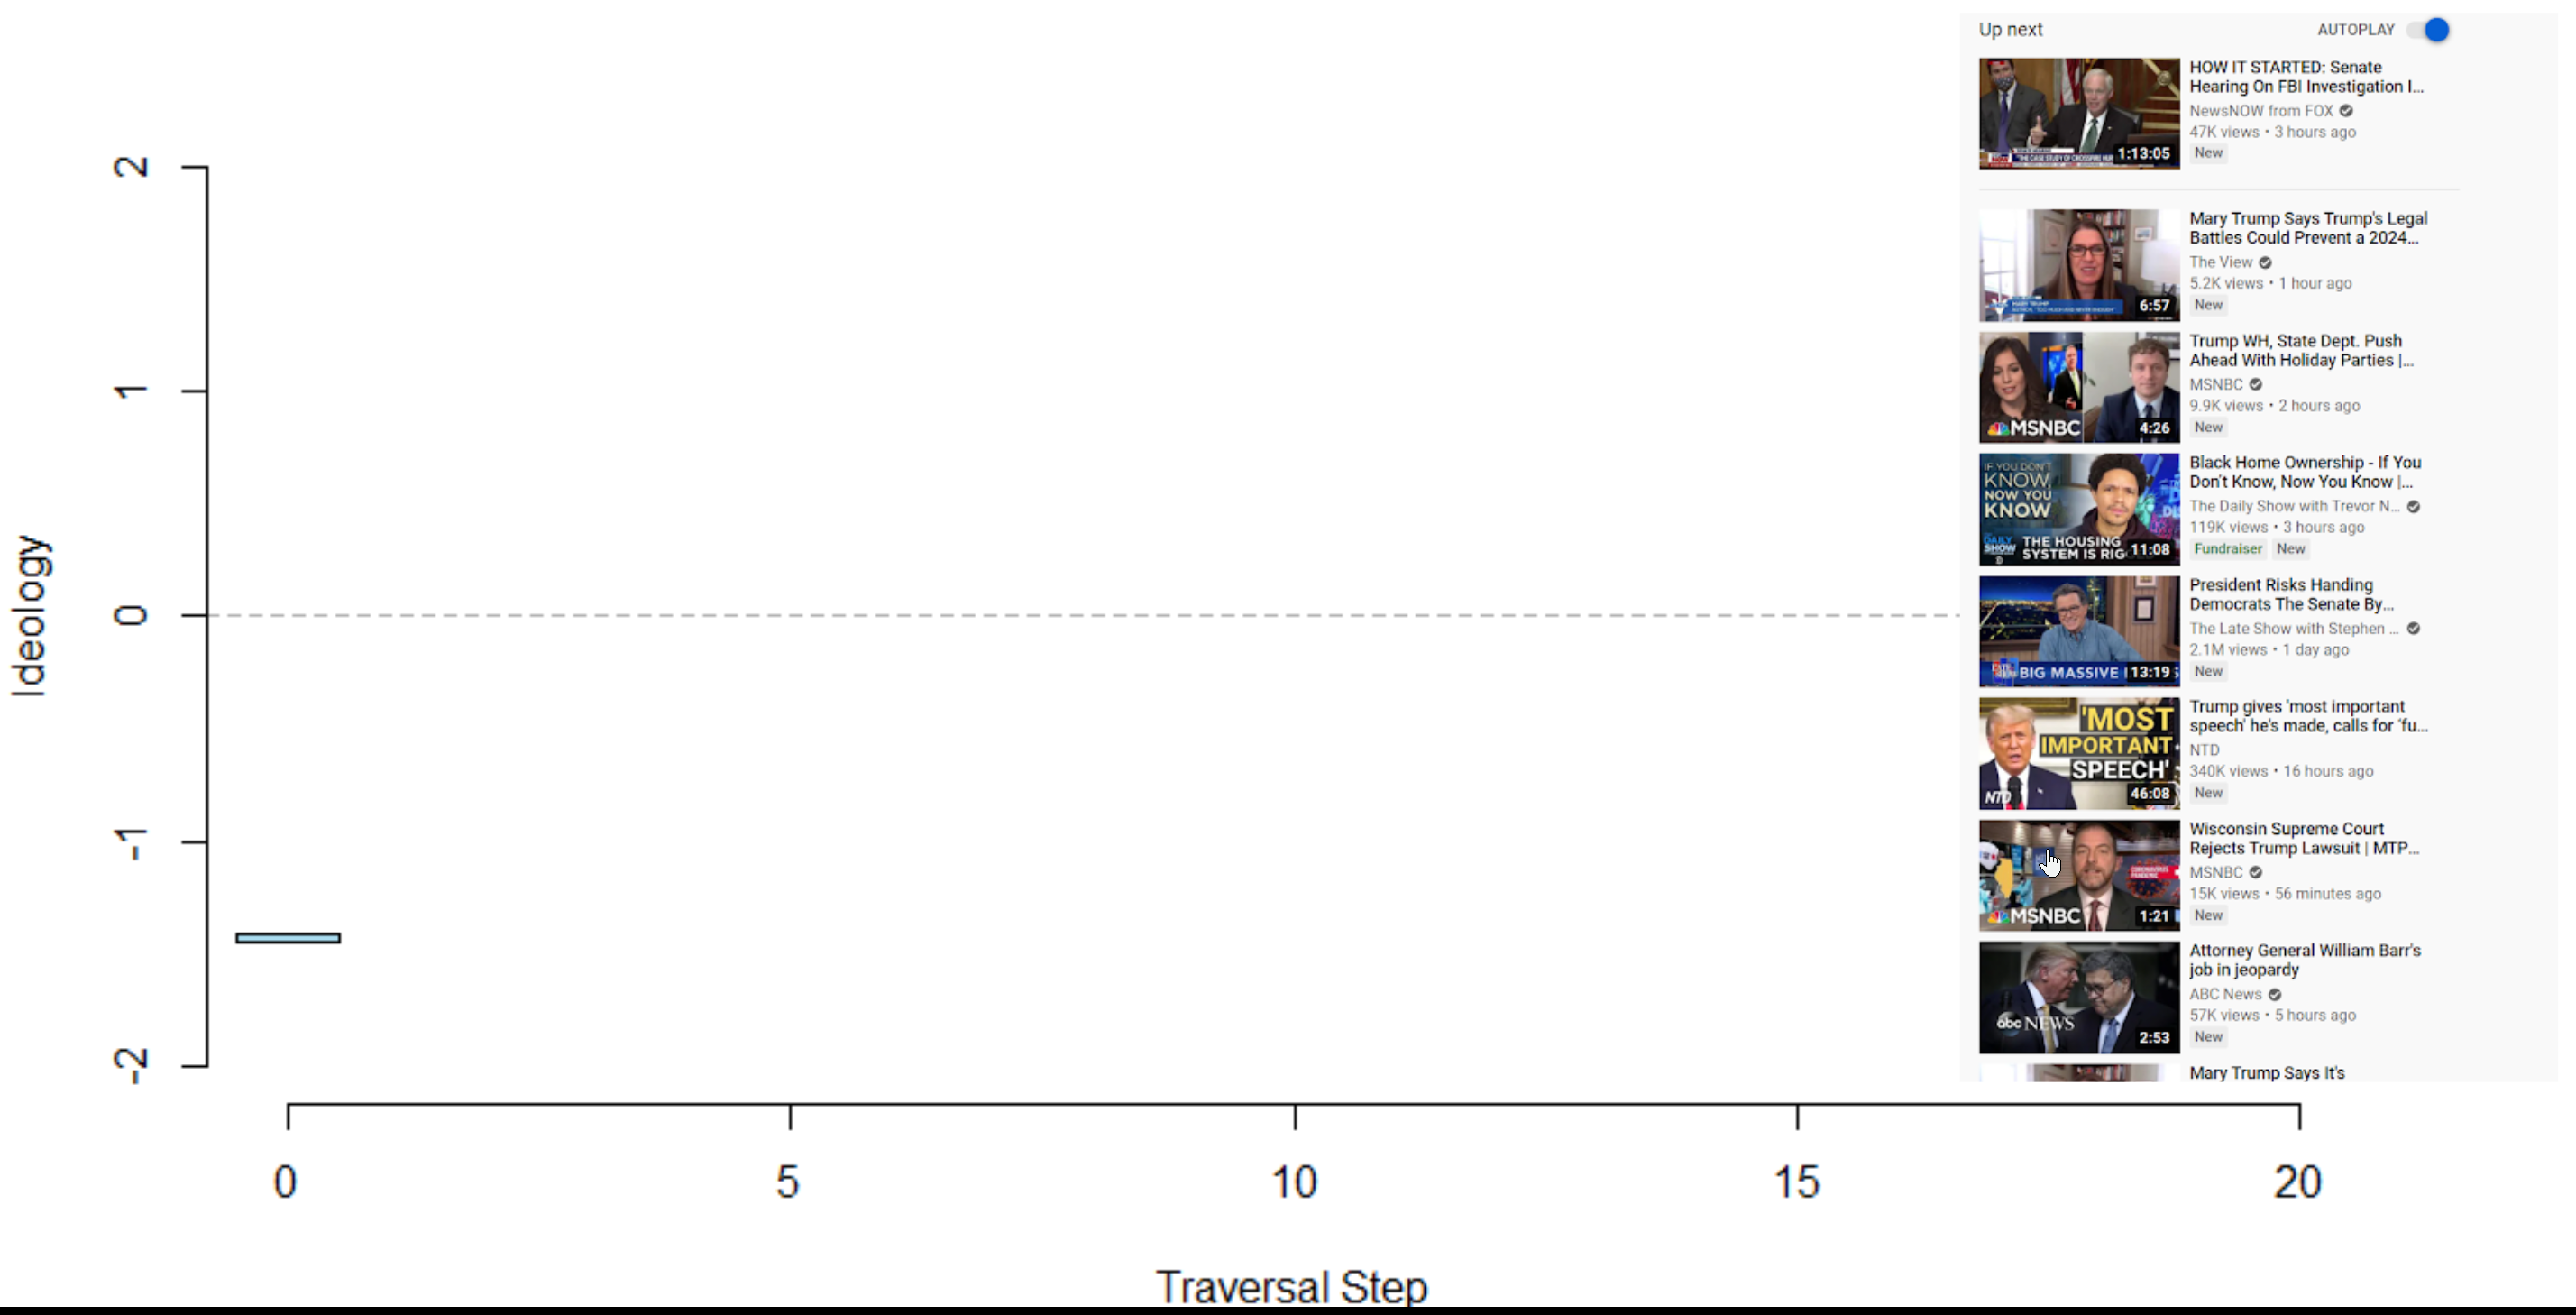 Up next
AUTOPLAY
HOW IT STARTED: Senate
Hearing On FBI Investigation I...
NewsNOW from FOX
47K views • 3 hours ago
New
1:13:05
Mary Trump Says Trump's Legal
Battles Could Prevent a 2024...
The View
5.2K views • 1 hour ago
New
6:57
Trump WH, State Dept. Push
Ahead With Holiday Parties |...
MSNBC
9.9K views • 2 hours ago
New
MSNBC
4:26
Black Home Ownership - If You
Don't Know, Now You Know |...
The Daily Show with Trevor N...
119K views • 3 hours ago
Fundraiser New
IF YOU DON'T
KNOW,
NOW YOU
KNOW
DAILY
SHOW
THE HOUSING
SYSTEM IS RIG
11:08
President Risks Handing
Democrats The Senate By...
The Late Show with Stephen ...
2.1M views • 1 day ago
New
BIG MASSIVE
13:19
Trump gives 'most important
speech' he's made, calls for 'fu...
NTD
340K views • 16 hours ago
New
'MOST
IMPORTANT
SPEECH'
NTD
46:08
Wisconsin Supreme Court
Rejects Trump Lawsuit | MTP...
MSNBC
15K views • 56 minutes ago
New
CORONAVIRUS
PANDEMIC
MSNBC
1:21
Attorney General William Barr's
job in jeopardy
ABC News
57K views • 5 hours ago
New
abc NEWS
2:53
Mary Trump Says It's
Ideology
2
1
0
-1
-2
0 5 10 15 20
Traversal Step